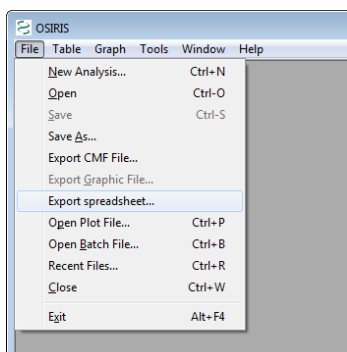 OSIRIS
File Table Graph Tools Window Help
New Analysis... Ctrl+N
Open Ctrl-O
Save Ctrl-S
Save As...
Export CMF File...
Export Graphic File...
Export spreadsheet...
Open Plot File... Ctrl+P
Open Batch File... Ctrl+B
Recent Files... Ctrl+R
Close Ctrl+W
Exit Alt+F4